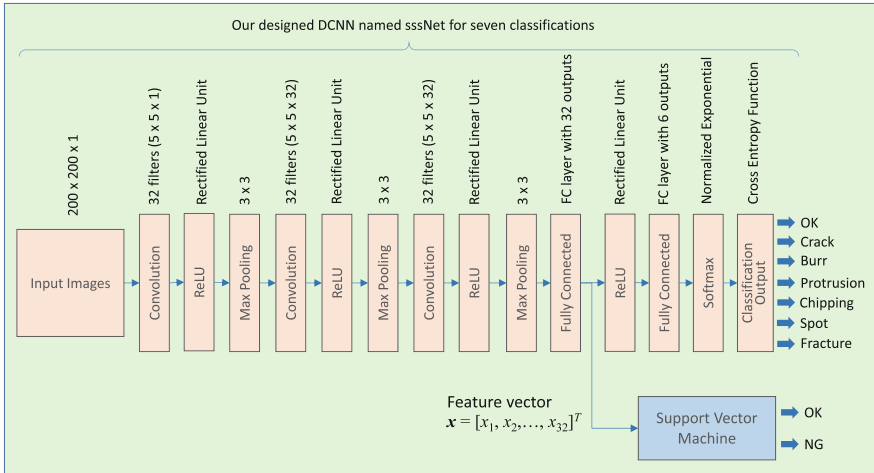 Our designed DCNN named sssNet for seven classifications
200 x 200 x 1
32 filters (5 x 5 x 1)
Rectified Linear Unit
3 x 3
32 filters (5 x 5 x 32)
Rectified Linear Unit
3 x 3
32 filters (5 x 5 x 32)
Rectified Linear Unit
3 x 3
FC layer with 32 outputs
Rectified Linear Unit
FC layer with 6 outputs
Normalized Exponential
Cross Entropy Function
Input Images
Convolution
ReLU
Max Pooling
Convolution
ReLU
Max Pooling
Convolution
ReLU
Max Pooling
Fully Connected
ReLU
Fully Connected
Softmax
Classification
Output
OK
Crack
Burr
Protrusion
Chipping
Spot
Fracture
Feature vector
x = [x1, x2,…, x32]T
Support Vector
Machine
OK
NG